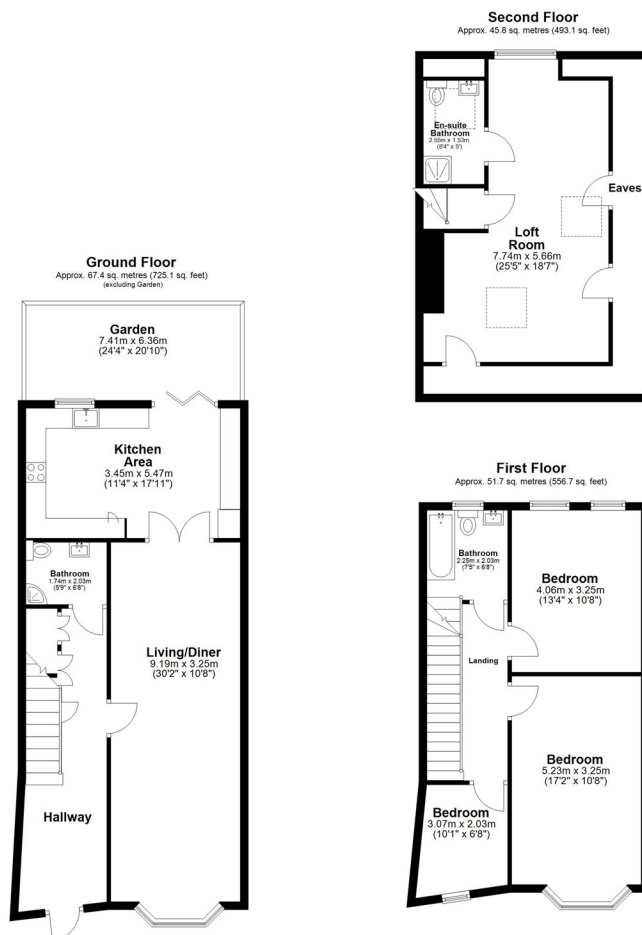 Second Floor
Approx. 45.8 sq. metres (493.1 sq. feet)
En-suite
Bathroom
2.55m x 1.53m
(8'4" x 5')
Eaves
Loft
Room
7.74m x 5.66m
(25'5" x 18'7")
Ground Floor
Approx. 67.4 sq. metres (725.1 sq. feet)
(excluding Garden)
Garden
7.41m x 6.36m
(24'4" x 20'10")
Kitchen
Area
3.45m x 5.47m
(11'4" x 17'11")
Bathroom
1.74m x 2.03m
(5'9" x 6'8")
Living/Diner
9.19m x 3.25m
(30'2" x 10'8")
Hallway
First Floor
Approx. 51.7 sq. metres (556.7 sq. feet)
Bathroom
2.25m x 2.03m
(7'5" x 6'8")
Bedroom
4.06m x 3.25m
(13'4" x 10'8")
Landing
Bedroom
5.23m x 3.25m
(17'2" x 10'8")
Bedroom
3.07m x 2.03m
(10'1" x 6'8")